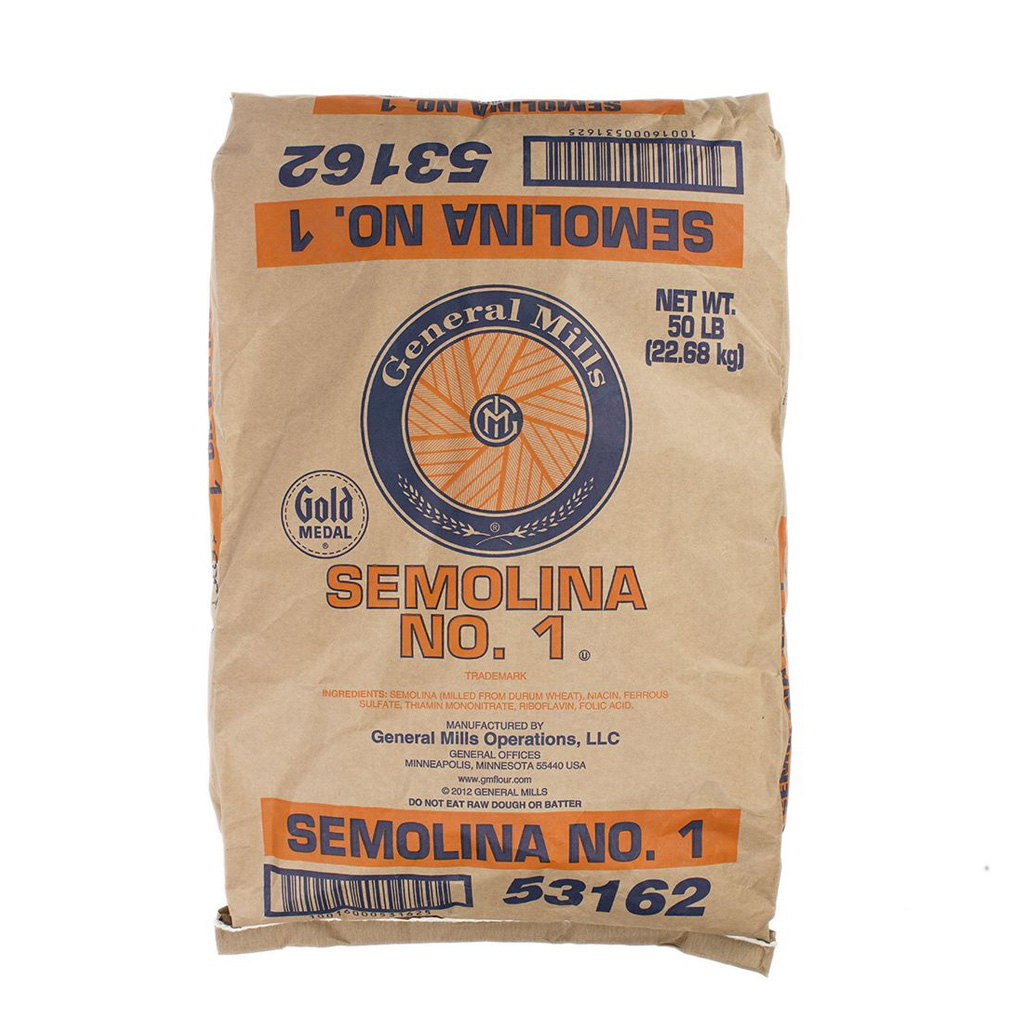 SEMOLINA NO. 1
10016000531625
53162
SEMOLINA NO. 1
General Mills
NET WT.
50 LB
(22.68 kg)
GM
Gold
MEDAL
®
®
SEMOLINA
NO. 1
U
TRADEMARK
INGREDIENTS: SEMOLINA (MILLED FROM DURUM WHEAT), NIACIN, FERROUS
SULFATE, THIAMIN MONONITRATE, RIBOFLAVIN, FOLIC ACID.
MANUFACTURED BY
General Mills Operations, LLC
GENERAL OFFICES
MINNEAPOLIS, MINNESOTA 55440 USA
www.gmflour.com
© 2012 GENERAL MILLS
DO NOT EAT RAW DOUGH OR BATTER
SEMOLINA NO. 1
10016000531625
53162